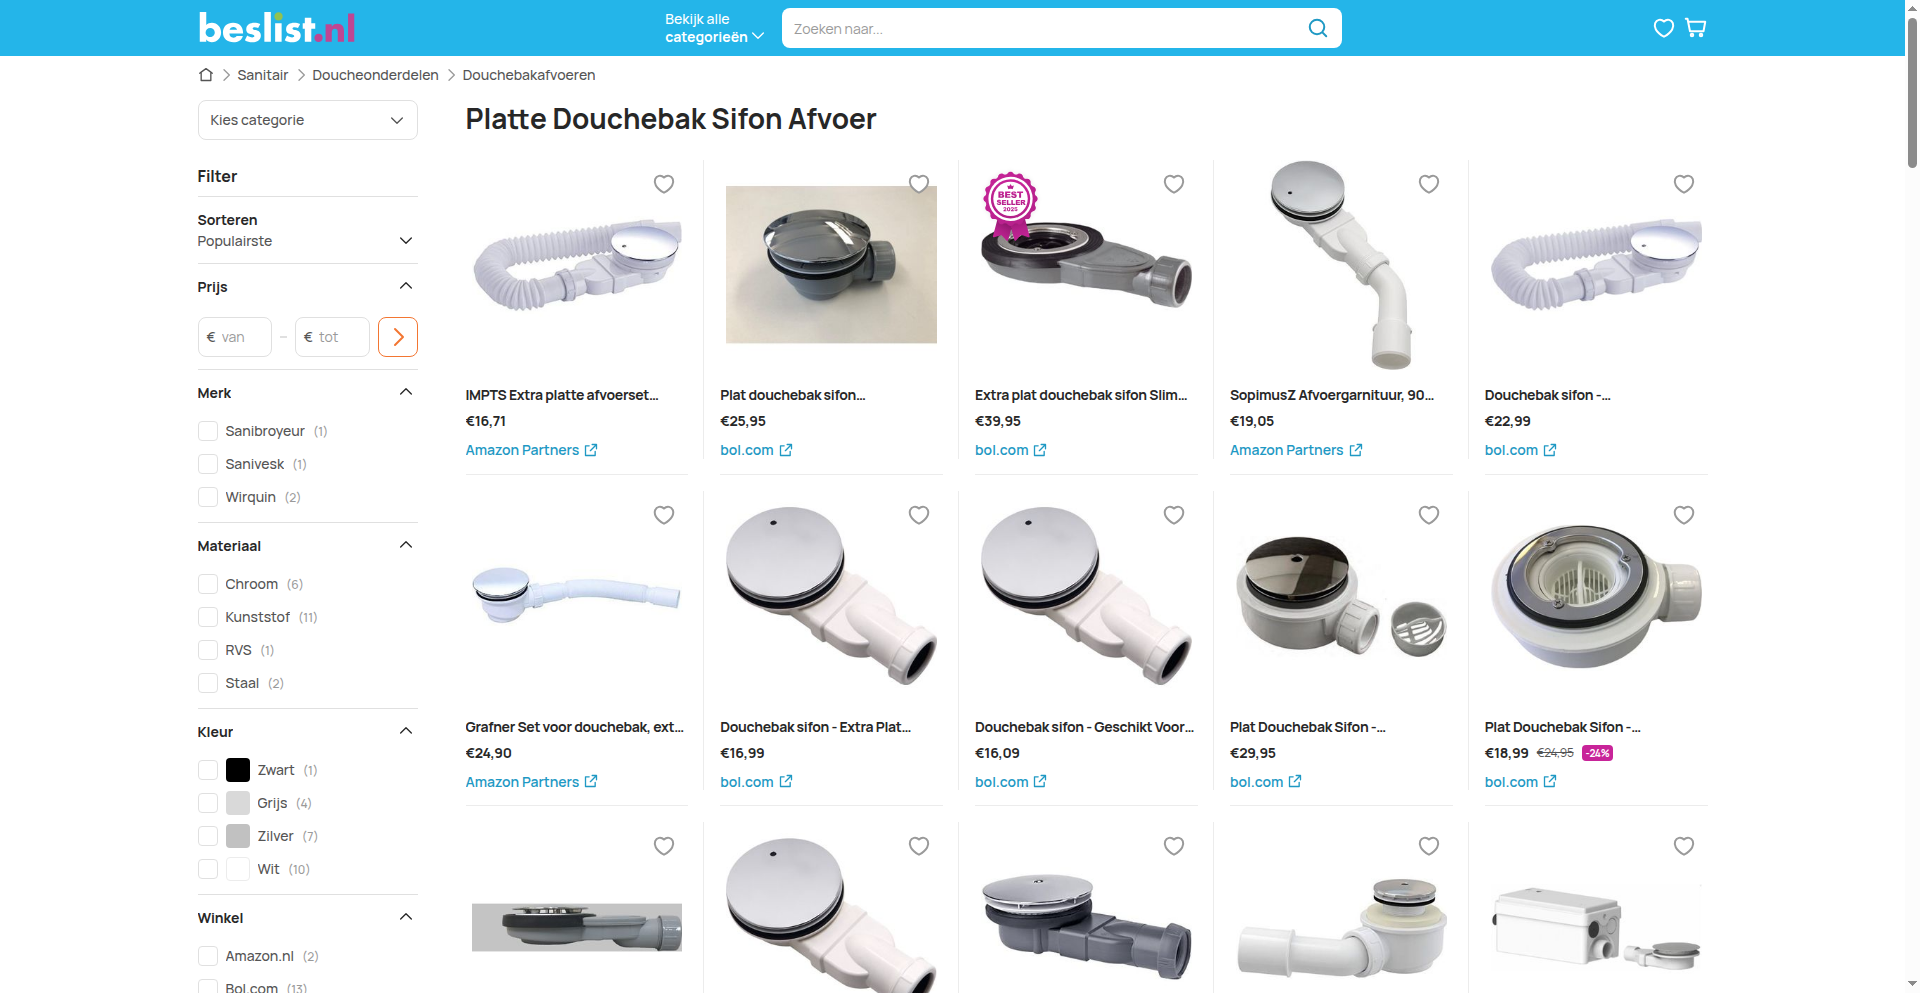 beslist.nl
Bekijk alle
categorieën
Zoeken naar...
Sanitair
Doucheonderdelen
Douchebakafvoeren
Kies categorie
Platte Douchebak Sifon Afvoer
Filter
Sorteren
Populairste
Prijs
€ van
–
€ tot
Merk
Sanibroyeur (1)
Sanivesk (1)
Wirquin (2)
Materiaal
Chroom (6)
Kunststof (11)
RVS (1)
Staal (2)
Kleur
Zwart (1)
Grijs (4)
Zilver (7)
Wit (10)
Winkel
Amazon.nl (2)
Bol.com (13)
IMPTS Extra platte afvoerset...
€16,71
Amazon Partners
Plat douchebak sifon...
€25,95
bol.com
BEST
SELLER
2025
Extra plat douchebak sifon Slim...
€39,95
bol.com
SopimusZ Afvoergarnituur, 90...
€19,05
Amazon Partners
Douchebak sifon -...
€22,99
bol.com
Grafner Set voor douchebak, ext...
€24,90
Amazon Partners
Douchebak sifon - Extra Plat...
€16,99
bol.com
Douchebak sifon - Geschikt Voor...
€16,09
bol.com
Plat Douchebak Sifon -...
€29,95
bol.com
Plat Douchebak Sifon -...
€18,99 €24,95 -24%
bol.com